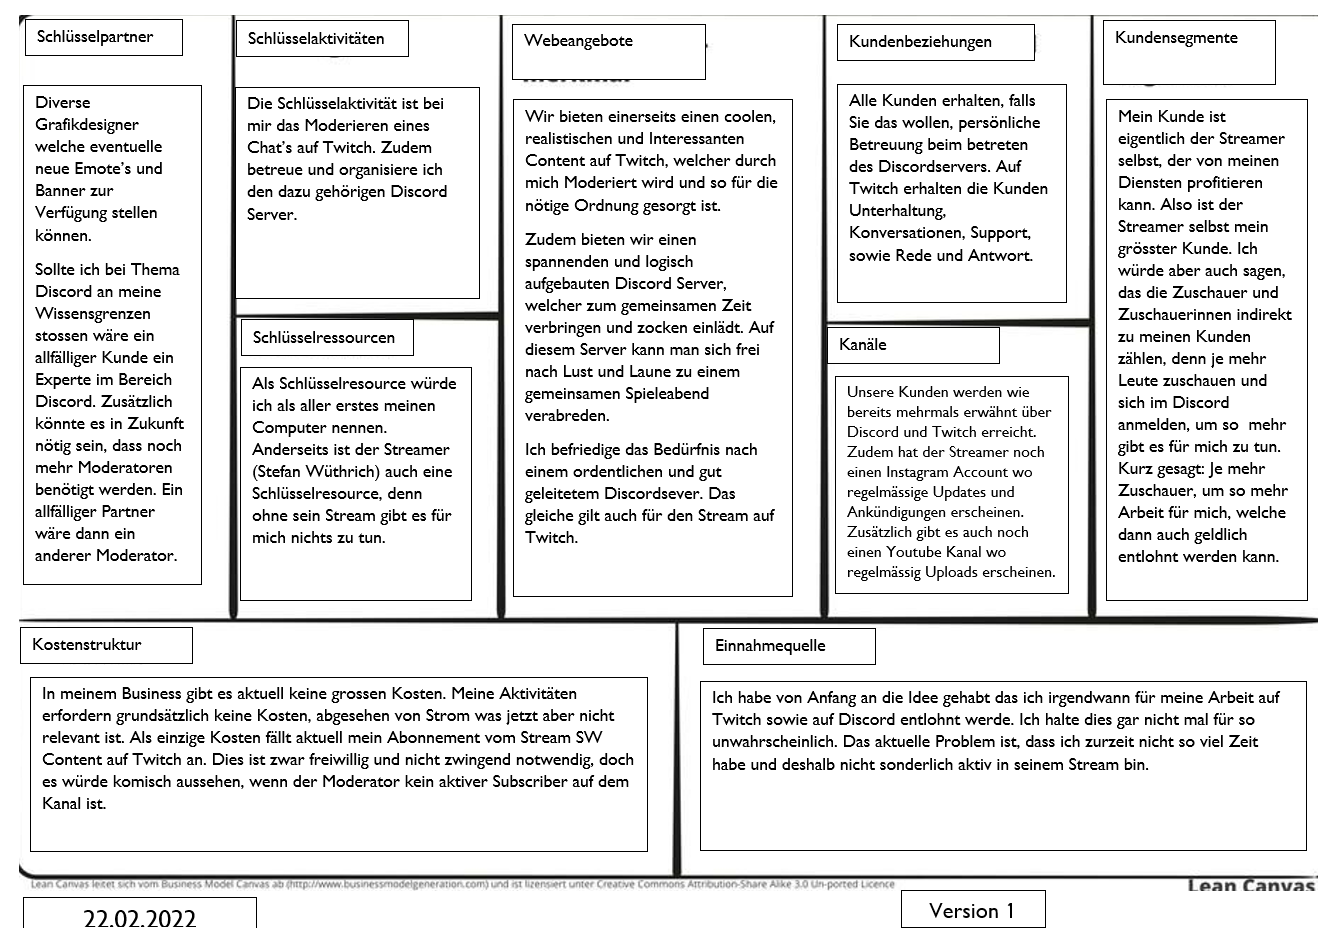 Schlüsselpartner
Diverse
Grafikdesigner
welche eventuelle
neue Emote's und
Banner zur
Verfügung stellen
können.
Sollte ich bei Thema
Discord an meine
Wissensgrenzen
stossen wäre ein
allfälliger Kunde ein
Experte im Bereich
Discord. Zusätzlich
könnte es in Zukunft
nötig sein, dass noch
mehr Moderatoren
benötigt werden. Ein
allfälliger Partner
wäre dann ein
anderer Moderator.
Schlüsselaktivitäten
Die Schlüsselaktivität ist bei
mir das Moderieren eines
Chat's auf Twitch. Zudem
betreue und organisiere ich
den dazu gehörigen Discord
Server.
Schlüsselressourcen
Als Schlüsselresource würde
ich als aller erstes meinen
Computer nennen.
Anderseits ist der Streamer
(Stefan Wüthrich) auch eine
Schlüsselresource, denn
ohne sein Stream gibt es für
mich nichts zu tun.
Webeangebote
Wir bieten einerseits einen coolen,
realistischen und Interessanten
Content auf Twitch, welcher durch
mich Moderiert wird und so für die
nötige Ordnung gesorgt ist.
Zudem bieten wir einen
spannenden und logisch
aufgebauten Discord Server,
welcher zum gemeinsamen Zeit
verbringen und zocken einlädt. Auf
diesem Server kann man sich frei
nach Lust und Laune zu einem
gemeinsamen Spieleabend
verabreden.
Ich befriedige das Bedürfnis nach
einem ordentlichen und gut
geleitetem Discordsever. Das
gleiche gilt auch für den Stream auf
Twitch.
Kundenbeziehungen
Alle Kunden erhalten, falls
Sie das wollen, persönliche
Betreuung beim betreten
des Discordservers. Auf
Twitch erhalten die Kunden
Unterhaltung,
Konversationen, Support,
sowie Rede und Antwort.
Kanäle
Unsere Kunden werden wie
bereits mehrmals erwähnt über
Discord und Twitch erreicht.
Zudem hat der Streamer noch
einen Instagram Account wo
regelmässige Updates und
Ankündigungen erscheinen.
Zusätzlich gibt es auch noch
einen Youtube Kanal wo
regelmässig Uploads erscheinen.
Kundensegmente
Mein Kunde ist
eigentlich der Streamer
selbst, der von meinen
Diensten profitieren
kann. Also ist der
Streamer selbst mein
grösster Kunde. Ich
würde aber auch sagen,
das die Zuschauer und
Zuschauerinnen indirekt
zu meinen Kunden
zählen, denn je mehr
Leute zuschauen und
sich im Discord
anmelden, um so  mehr
gibt es für mich zu tun.
Kurz gesagt: Je mehr
Zuschauer, um so mehr
Arbeit für mich, welche
dann auch geldlich
entlohnt werden kann.
Kostenstruktur
In meinem Business gibt es aktuell keine grossen Kosten. Meine Aktivitäten
erfordern grundsätzlich keine Kosten, abgesehen von Strom was jetzt aber nicht
relevant ist. Als einzige Kosten fällt aktuell mein Abonnement vom Stream SW
Content auf Twitch an. Dies ist zwar freiwillig und nicht zwingend notwendig, doch
es würde komisch aussehen, wenn der Moderator kein aktiver Subscriber auf dem
Kanal ist.
Einnahmequelle
Ich habe von Anfang an die Idee gehabt das ich irgendwann für meine Arbeit auf
Twitch sowie auf Discord entlohnt werde. Ich halte dies gar nicht mal für so
unwahrscheinlich. Das aktuelle Problem ist, dass ich zurzeit nicht so viel Zeit
habe und deshalb nicht sonderlich aktiv in seinem Stream bin.
Lean Canvas leitet sich vom Business Model Canvas ab (http://www.businessmodelgeneration.com) und ist lizensiert unter Creative Commons Attribution-Share Alike 3.0 Un-ported Licence
Lean Canvas
22.02.2022
Version 1